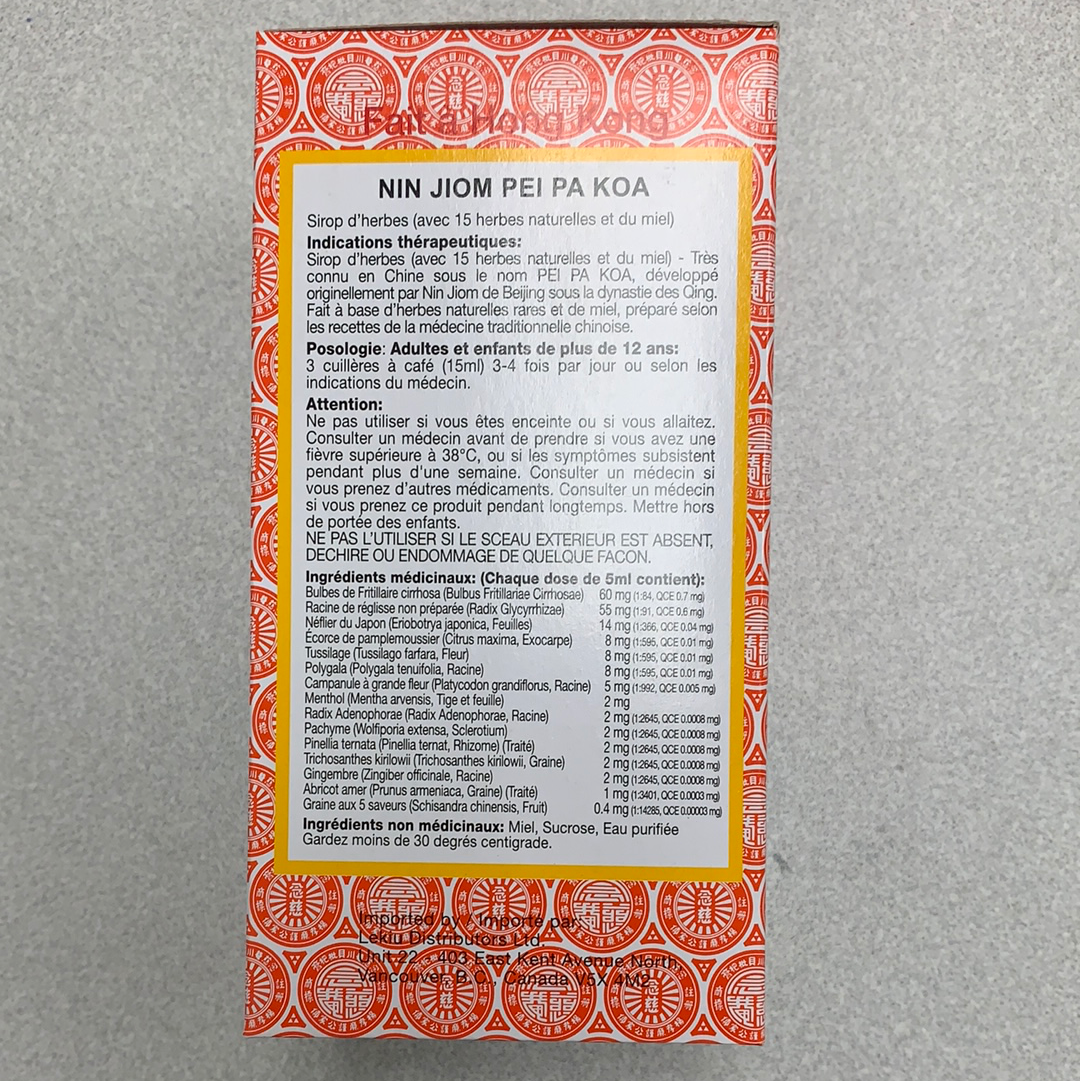 Fait à Hong Kong
NIN JIOM PEI PA KOA
Sirop d'herbes (avec 15 herbes naturelles et du miel)
Indications thérapeutiques:
Sirop d'herbes (avec 15 herbes naturelles et du miel) - Très
connu en Chine sous le nom PEI PA KOA, développé
originellement par Nin Jiom de Beijing sous la dynastie des Qing.
Fait à base d'herbes naturelles rares et de miel, préparé selon
les recettes de la médecine traditionnelle chinoise.
Posologie: Adultes et enfants de plus de 12 ans:
3 cuillères à café (15ml) 3-4 fois par jour ou selon les
indications du médecin.
Attention:
Ne pas utiliser si vous êtes enceinte ou si vous allaitez.
Consulter un médecin avant de prendre si vous avez une
fièvre supérieure à 38°C, ou si les symptômes subsistent
pendant plus d'une semaine. Consulter un médecin si
vous prenez d'autres médicaments. Consulter un médecin
si vous prenez ce produit pendant longtemps. Mettre hors
de portée des enfants.
NE PAS L'UTILISER SI LE SCEAU EXTERIEUR EST ABSENT,
DECHIRE OU ENDOMMAGE DE QUELQUE FACON.
Ingrédients médicinaux: (Chaque dose de 5ml contient):
Bulbes de Fritillaire cirrhosa (Bulbus Fritillariae Cirrhosae) 60 mg (1:84, QCE 0.7 mg)
Racine de réglisse non préparée (Radix Glycyrrhizae) 55 mg (1:91, QCE 0.6 mg)
Néflier du Japon (Eriobotrya japonica, Feuilles) 14 mg (1:366, QCE 0.04 mg)
Écorce de pamplemoussier (Citrus maxima, Exocarpe) 8 mg (1:595, QCE 0.01 mg)
Tussilage (Tussilago farfara, Fleur) 8 mg (1:595, QCE 0.01 mg)
Polygala (Polygala tenuifolia, Racine) 8 mg (1:595, QCE 0.01 mg)
Campanule à grande fleur (Platycodon grandiflorus, Racine) 5 mg (1:992, QCE 0.005 mg)
Menthol (Mentha arvensis, Tige et feuille) 2 mg
Radix Adenophorae (Radix Adenophorae, Racine) 2 mg (1:2645, QCE 0.0008 mg)
Pachyme (Wolfiporia extensa, Sclerotium) 2 mg (1:2645, QCE 0.0008 mg)
Pinellia ternata (Pinellia ternat, Rhizome) (Traité) 2 mg (1:2645, QCE 0.0008 mg)
Trichosanthes kirilowii (Trichosanthes kirilowii, Graine) 2 mg (1:2645, QCE 0.0008 mg)
Gingembre (Zingiber officinale, Racine) 2 mg (1:2645, QCE 0.0008 mg)
Abricot amer (Prunus armeniaca, Graine) (Traité) 1 mg (1:3401, QCE 0.0003 mg)
Graine aux 5 saveurs (Schisandra chinensis, Fruit) 0.4 mg (1:14285, QCE 0.00003 mg)
Ingrédients non médicinaux: Miel, Sucrose, Eau purifiée
Gardez moins de 30 degrés centigrade.
Imported by / Importé par:
Lekiu Distributors Ltd.
Unit 22 - 403 East Kent Avenue North,
Vancouver, B.C., Canada V5X 4M2
念慈